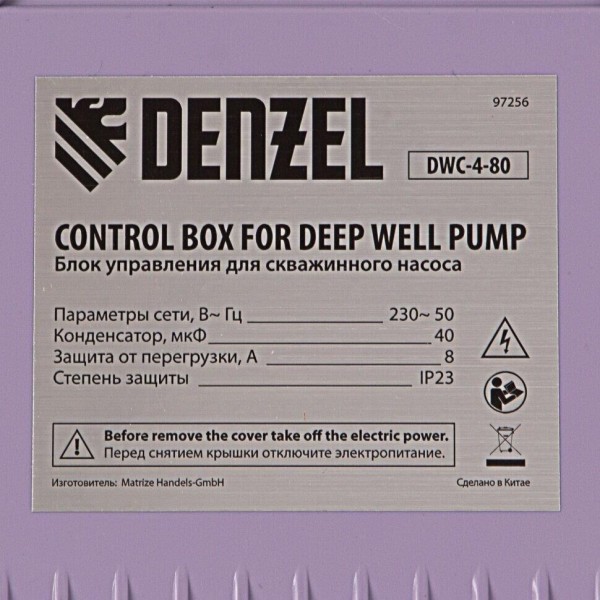 97256
DENZEL
DWC-4-80
CONTROL BOX FOR DEEP WELL PUMP
Блок управления для скважинного насоса
Параметры сети, В~ Гц 230~ 50
Конденсатор, мкФ 40
Защита от перегрузки, А 8
Степень защиты IP23
Before remove the cover take off the electric power.
Перед снятием крышки отключите электропитание.
Изготовитель: Matrize Handels-GmbH Сделано в Китае